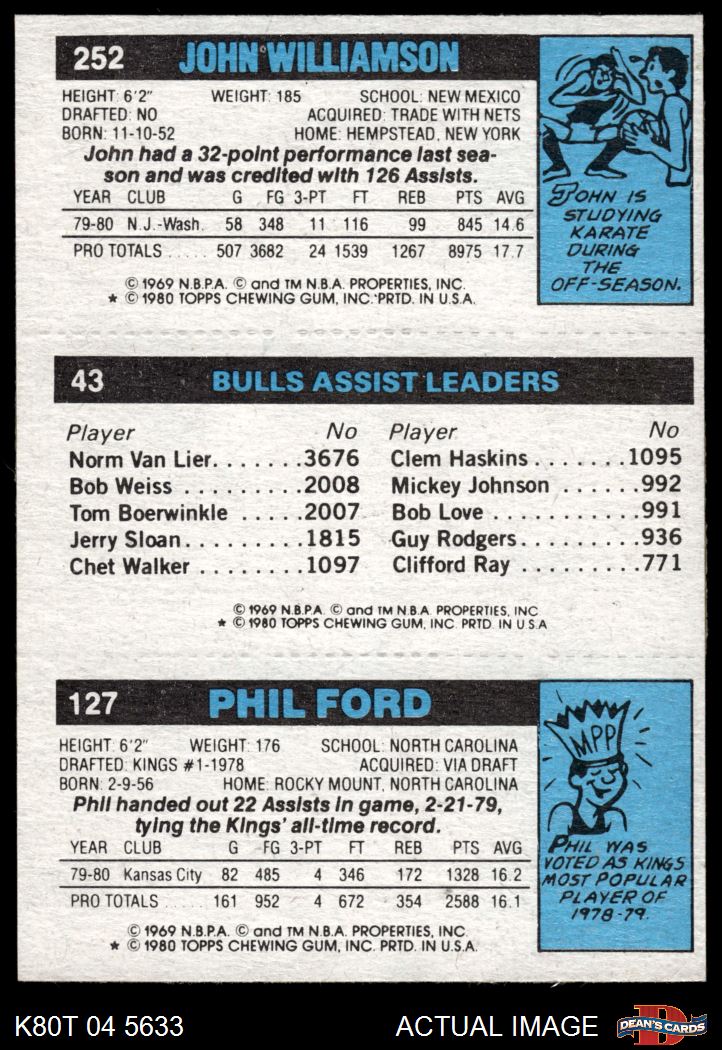 252 JOHN WILLIAMSON
HEIGHT: 6'2" WEIGHT: 185 SCHOOL: NEW MEXICO
DRAFTED: NO ACQUIRED: TRADE WITH NETS
BORN: 11-10-52 HOME: HEMPSTEAD, NEW YORK
John had a 32-point performance last sea-
son and was credited with 126 Assists.
YEAR CLUB G FG 3-PT FT REB PTS AVG
79-80 N.J.-Wash. 58 348 11 116 99 845 14.6
PRO TOTALS ..... 507 3682 24 1539 1267 8975 17.7
© 1969 N.B.P.A. © and TM N.B.A. PROPERTIES, INC.
★ © 1980 TOPPS CHEWING GUM, INC. PRTD. IN U.S.A.
JOHN IS
STUDYING
KARATE
DURING
THE
OFF-SEASON.
43 BULLS ASSIST LEADERS
Player No Player No
Norm Van Lier.......3676 Clem Haskins.......1095
Bob Weiss.........2008 Mickey Johnson......992
Tom Boerwinkle.....2007 Bob Love..........991
Jerry Sloan.........1815 Guy Rodgers.........936
Chet Walker........1097 Clifford Ray.........771
© 1969 N.B.P.A. © and TM N.B.A. PROPERTIES, INC
★ © 1980 TOPPS CHEWING GUM, INC. PRTD. IN U.S.A
127 PHIL FORD
HEIGHT: 6'2" WEIGHT: 176 SCHOOL: NORTH CAROLINA
DRAFTED: KINGS #1-1978 ACQUIRED: VIA DRAFT
BORN: 2-9-56 HOME: ROCKY MOUNT, NORTH CAROLINA
Phil handed out 22 Assists in game, 2-21-79,
tying the Kings' all-time record.
YEAR CLUB G FG 3-PT FT REB PTS AVG
79-80 Kansas City 82 485 4 346 172 1328 16.2
PRO TOTALS ..... 161 952 4 672 354 2588 16.1
© 1969 N.B.P.A. © and TM N.B.A. PROPERTIES, INC.
★ © 1980 TOPPS CHEWING GUM, INC. PRTD. IN U.S.A.
MPP
PHIL WAS
VOTED AS KINGS
MOST POPULAR
PLAYER OF
1978-79.
K80T 04 5633 ACTUAL IMAGE D DEAN'S CARDS